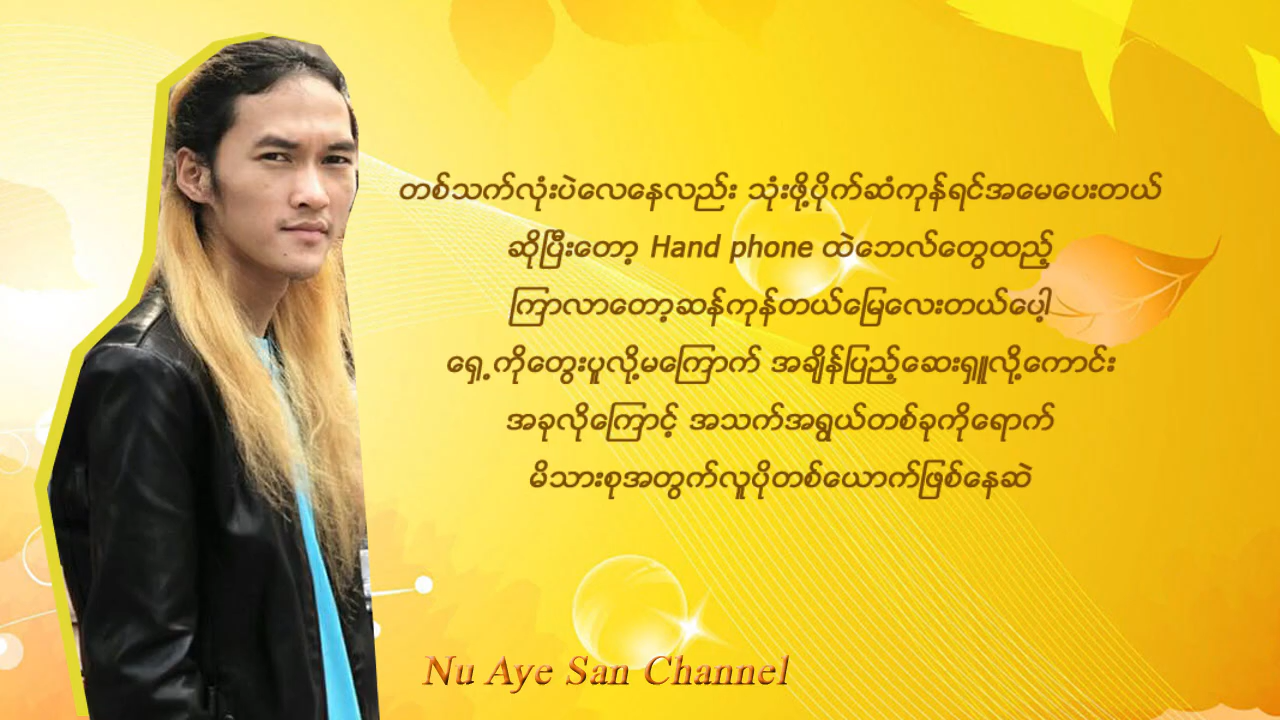 တစ်သက်လုံးပဲလေနေလည်း သုံးဖို့ပိုက်ဆံကုန်ရင်အမေပေးတယ်
ဆိုပြီးတော့ Hand phone ထဲဘေလ်တွေထည့်
ကြာလာတော့ဆန်ကုန်တယ်မြေလေးတယ်ပေါ့
ရှေ့ကိုတွေးပူလို့မကြောက် အချိန်ပြည့်ဆေးရှူလို့ကောင်း
အခုလိုကြောင့် အသက်အရွယ်တစ်ခုကိုရောက်
မိသားစုအတွက်လူပိုတစ်ယောက်ဖြစ်နေဆဲ
Nu Aye San Channel